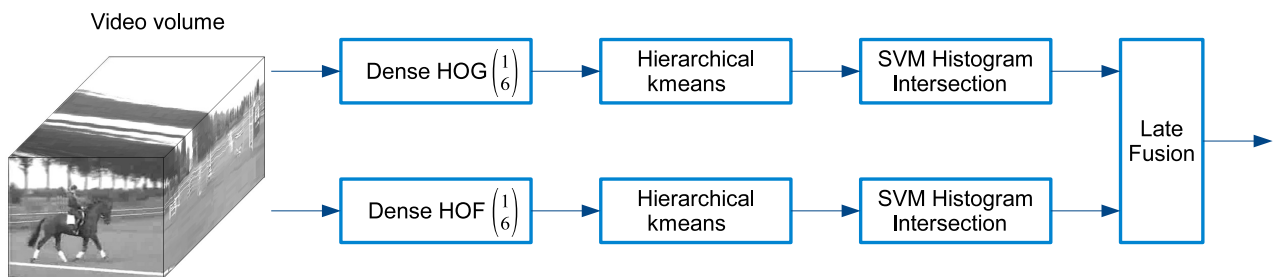 Video volume
Dense HOG (1 6)
Hierarchical
kmeans
SVM Histogram
Intersection
Late
Fusion
Dense HOF (1 6)
Hierarchical
kmeans
SVM Histogram
Intersection